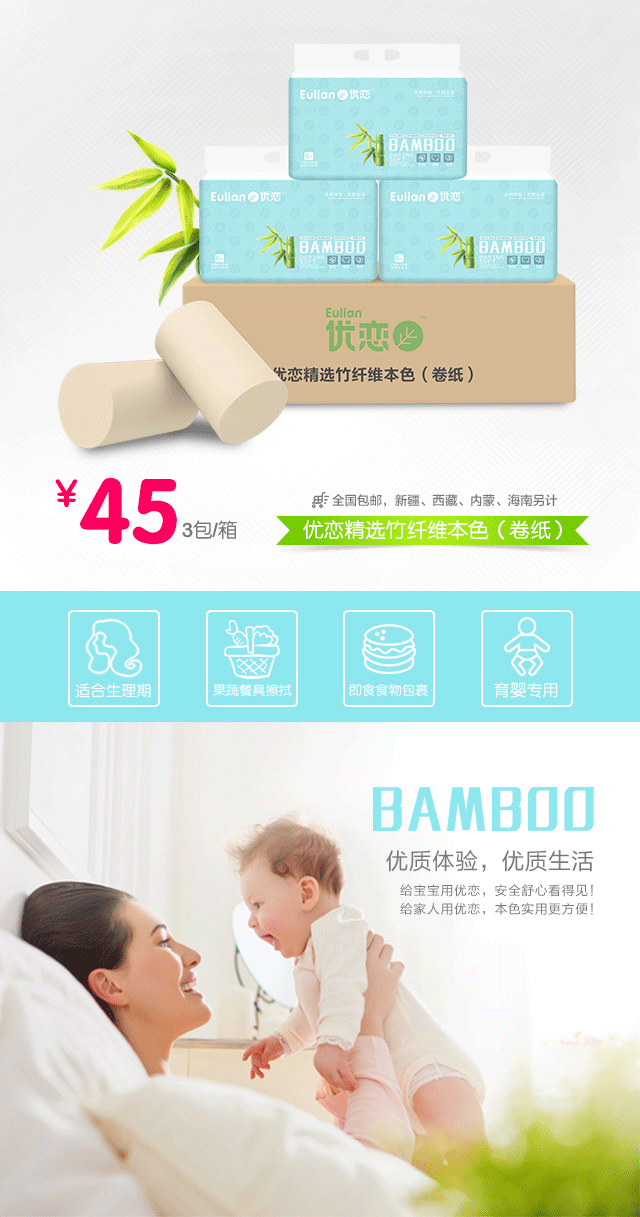 Eulian 优恋
BAMBOO
Eulian 优恋
BAMBOO
Eulian 优恋
BAMBOO
Eulian
优恋
优恋精选竹纤维本色（卷纸）
¥45 3包/箱
全国包邮，新疆、西藏、内蒙、海南另计
优恋精选竹纤维本色（卷纸）
适合生理期
果蔬餐具擦拭
即食食物包裹
育婴专用
BAMBOO
优质体验，优质生活
给宝宝用优恋，安全舒心看得见！
给家人用优恋，本色实用更方便！